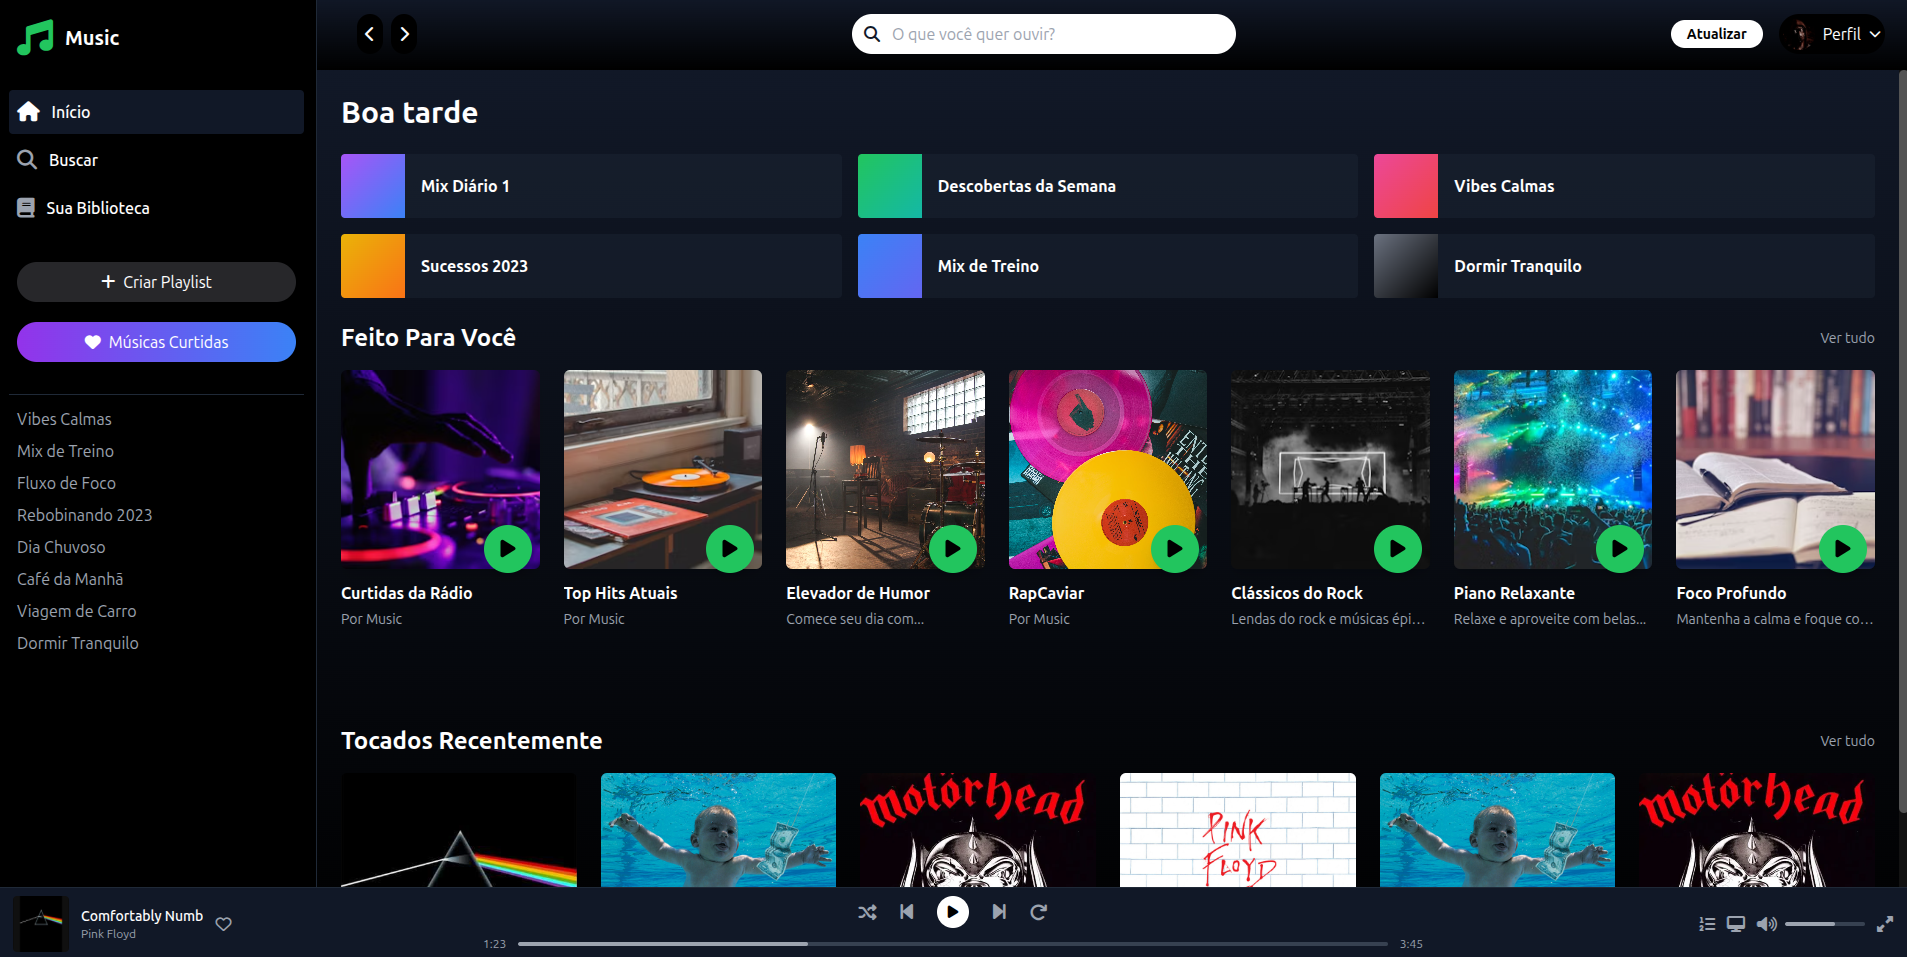 Music
Início
Buscar
Sua Biblioteca
Criar Playlist
Músicas Curtidas
Vibes Calmas
Mix de Treino
Fluxo de Foco
Rebobinando 2023
Dia Chuvoso
Café da Manhã
Viagem de Carro
Dormir Tranquilo
O que você quer ouvir?
Atualizar
Perfil
Boa tarde
Mix Diário 1
Descobertas da Semana
Vibes Calmas
Sucessos 2023
Mix de Treino
Dormir Tranquilo
Feito Para Você
Ver tudo
Curtidas da Rádio
Por Music
Top Hits Atuais
Por Music
Elevador de Humor
Comece seu dia com...
RapCaviar
Por Music
Clássicos do Rock
Lendas do rock e músicas épi...
Piano Relaxante
Relaxe e aproveite com belas...
Foco Profundo
Mantenha a calma e foque co...
Tocados Recentemente
Ver tudo
motörhead
PINK
FLOYD
motörhead
Comfortably Numb
Pink Floyd
1:23
3:45